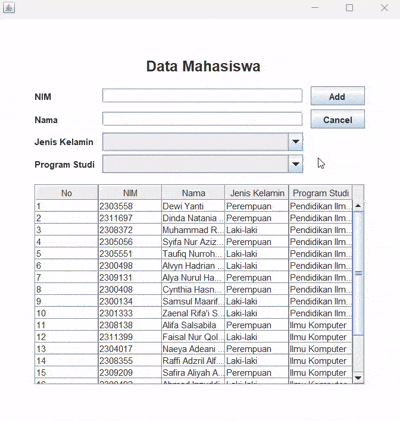 Data Mahasiswa
NIM Add
Nama Cancel
Jenis Kelamin
Program Studi
No NIM Nama Jenis Kelamin Program Studi
1 2303558 Dewi Yanti Perempuan Pendidikan Ilm...
2 2311697 Dinda Natania ... Perempuan Pendidikan Ilm...
3 2308372 Muhammad R... Laki-laki Pendidikan Ilm...
4 2305056 Syifa Nur Aziz... Perempuan Pendidikan Ilm...
5 2305551 Taufiq Nurroh... Laki-laki Pendidikan Ilm...
6 2300498 Alvyn Hadrian ... Laki-laki Pendidikan Ilm...
7 2309131 Alya Nurul Ha... Perempuan Pendidikan Ilm...
8 2300408 Cynthia Hasn... Perempuan Pendidikan Ilm...
9 2300134 Samsul Maarif... Laki-laki Pendidikan Ilm...
10 2301333 Zaenal Rifa'i S... Laki-laki Pendidikan Ilm...
11 2308138 Alifa Salsabila Perempuan Ilmu Komputer
12 2311399 Faisal Nur Qol... Laki-laki Ilmu Komputer
13 2304017 Naeya Adeani ... Perempuan Ilmu Komputer
14 2308355 Raffi Adzril Alf... Laki-laki Ilmu Komputer
15 2309209 Safira Aliyah A... Perempuan Ilmu Komputer
16 Laki-laki Ilmu Komputer